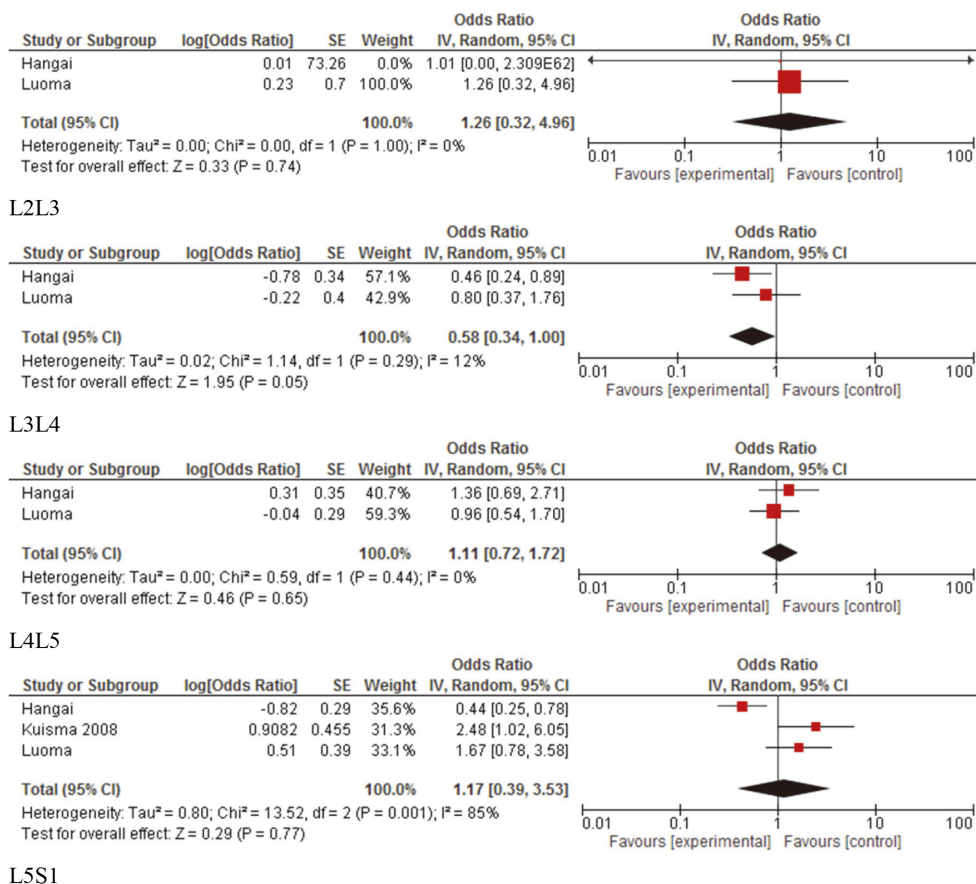 Odds Ratio Odds Ratio
Study or Subgroup log[Odds Ratio] SE Weight IV, Random, 95% CI IV, Random, 95% CI
Hangai 0.01 73.26 0.0% 1.01 [0.00, 2.309E62]
Luoma 0.23 0.7 100.0% 1.26 [0.32, 4.96]
Total (95% CI) 100.0% 1.26 [0.32, 4.96]
Heterogeneity: Tau² = 0.00; Chi² = 0.00, df = 1 (P = 1.00); I² = 0%
Test for overall effect: Z = 0.33 (P = 0.74)
0.01 0.1 1 10 100
Favours [experimental] Favours [control]
L2L3
Odds Ratio Odds Ratio
Study or Subgroup log[Odds Ratio] SE Weight IV, Random, 95% CI IV, Random, 95% CI
Hangai -0.78 0.34 57.1% 0.46 [0.24, 0.89]
Luoma -0.22 0.4 42.9% 0.80 [0.37, 1.76]
Total (95% CI) 100.0% 0.58 [0.34, 1.00]
Heterogeneity: Tau² = 0.02; Chi² = 1.14, df = 1 (P = 0.29); I² = 12%
Test for overall effect: Z = 1.95 (P = 0.05)
0.01 0.1 1 10 100
Favours [experimental] Favours [control]
L3L4
Odds Ratio Odds Ratio
Study or Subgroup log[Odds Ratio] SE Weight IV, Random, 95% CI IV, Random, 95% CI
Hangai 0.31 0.35 40.7% 1.36 [0.69, 2.71]
Luoma -0.04 0.29 59.3% 0.96 [0.54, 1.70]
Total (95% CI) 100.0% 1.11 [0.72, 1.72]
Heterogeneity: Tau² = 0.00; Chi² = 0.59, df = 1 (P = 0.44); I² = 0%
Test for overall effect: Z = 0.46 (P = 0.65)
0.01 0.1 1 10 100
Favours [experimental] Favours [control]
L4L5
Odds Ratio Odds Ratio
Study or Subgroup log[Odds Ratio] SE Weight IV, Random, 95% CI IV, Random, 95% CI
Hangai -0.82 0.29 35.6% 0.44 [0.25, 0.78]
Kuisma 2008 0.9082 0.455 31.3% 2.48 [1.02, 6.05]
Luoma 0.51 0.39 33.1% 1.67 [0.78, 3.58]
Total (95% CI) 100.0% 1.17 [0.39, 3.53]
Heterogeneity: Tau² = 0.80; Chi² = 13.52, df = 2 (P = 0.001); I² = 85%
Test for overall effect: Z = 0.29 (P = 0.77)
0.01 0.1 1 10 100
Favours [experimental] Favours [control]
L5S1